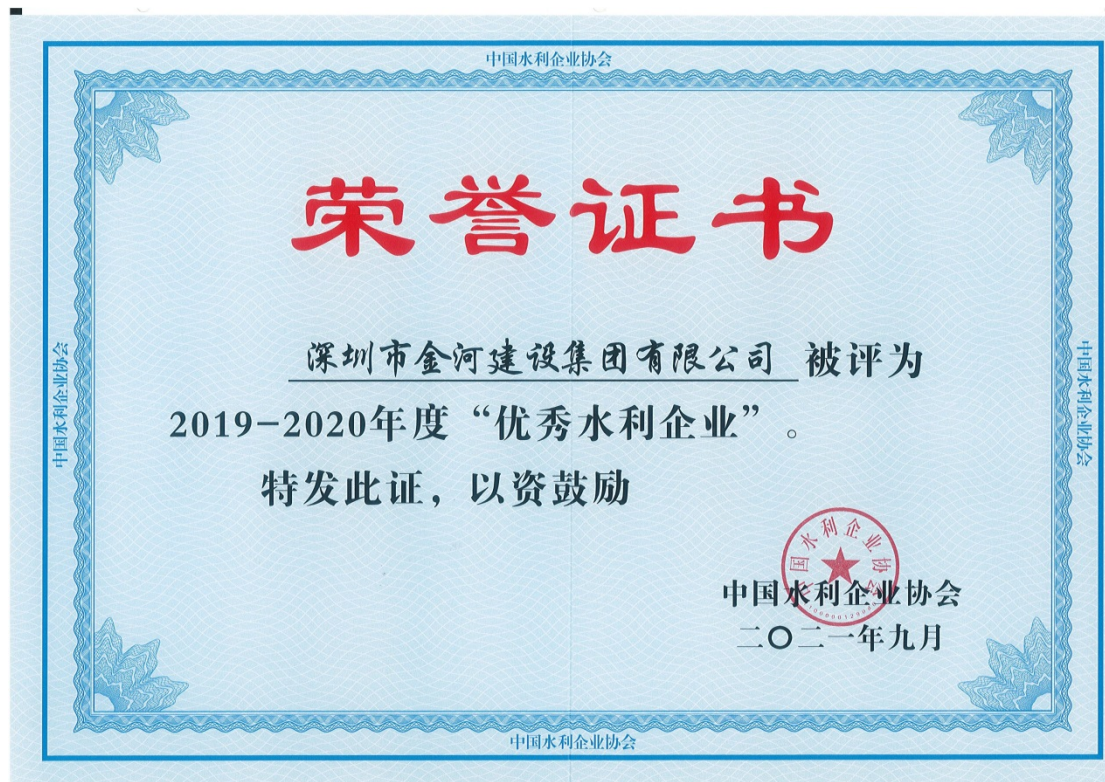 中国水利企业协会
荣誉证书
深圳市金河建设集团有限公司 被评为
2019-2020年度“优秀水利企业”。
特发此证，以资鼓励
中国水利企业协会
中国水利企业协会
中国水利企业协会
中国水利企业协会
二〇二一年九月
中国水利企业协会